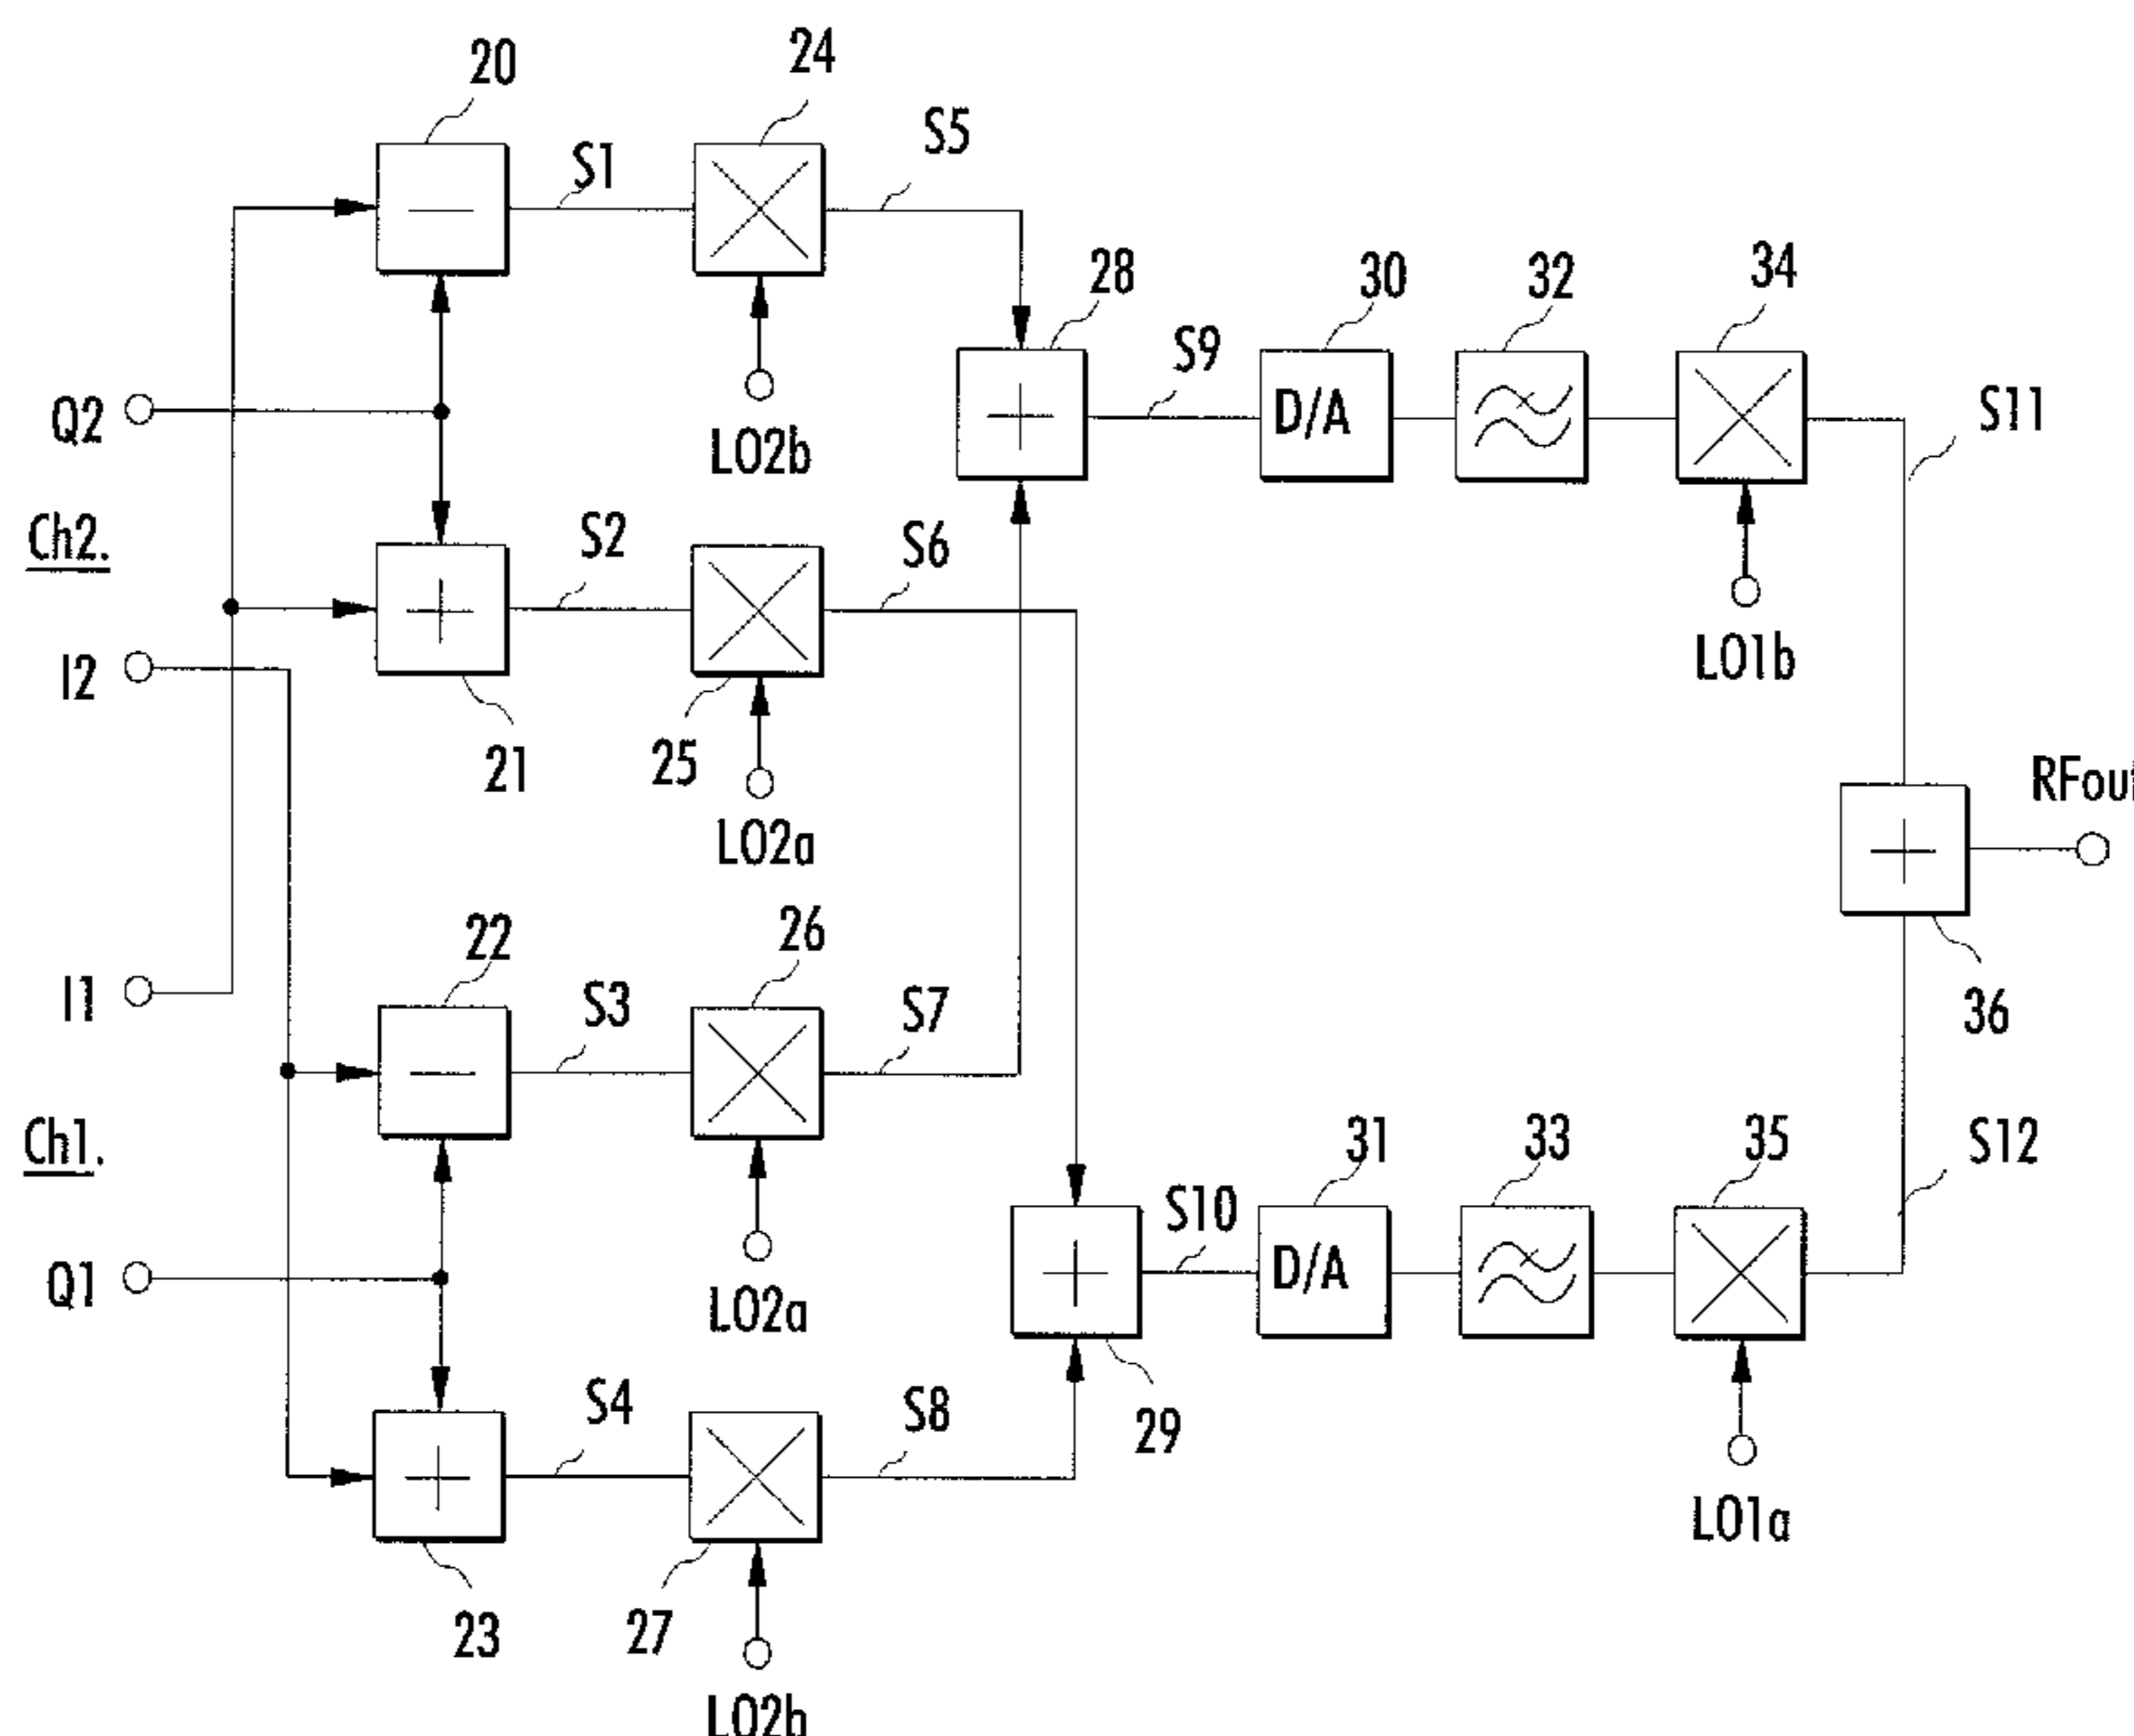 20
24
S1
S5
28
30
32
34
S9
D/A
S11
Q2
LO2b
Ch2.
S2
S6
I2
LO1b
21
25
RFout
LO2a
22
26
I1
S3
S7
36
Ch1.
31
33
35
S12
S10
Q1
D/A
LO2a
S4
S8
29
LO1a
23
27
LO2b